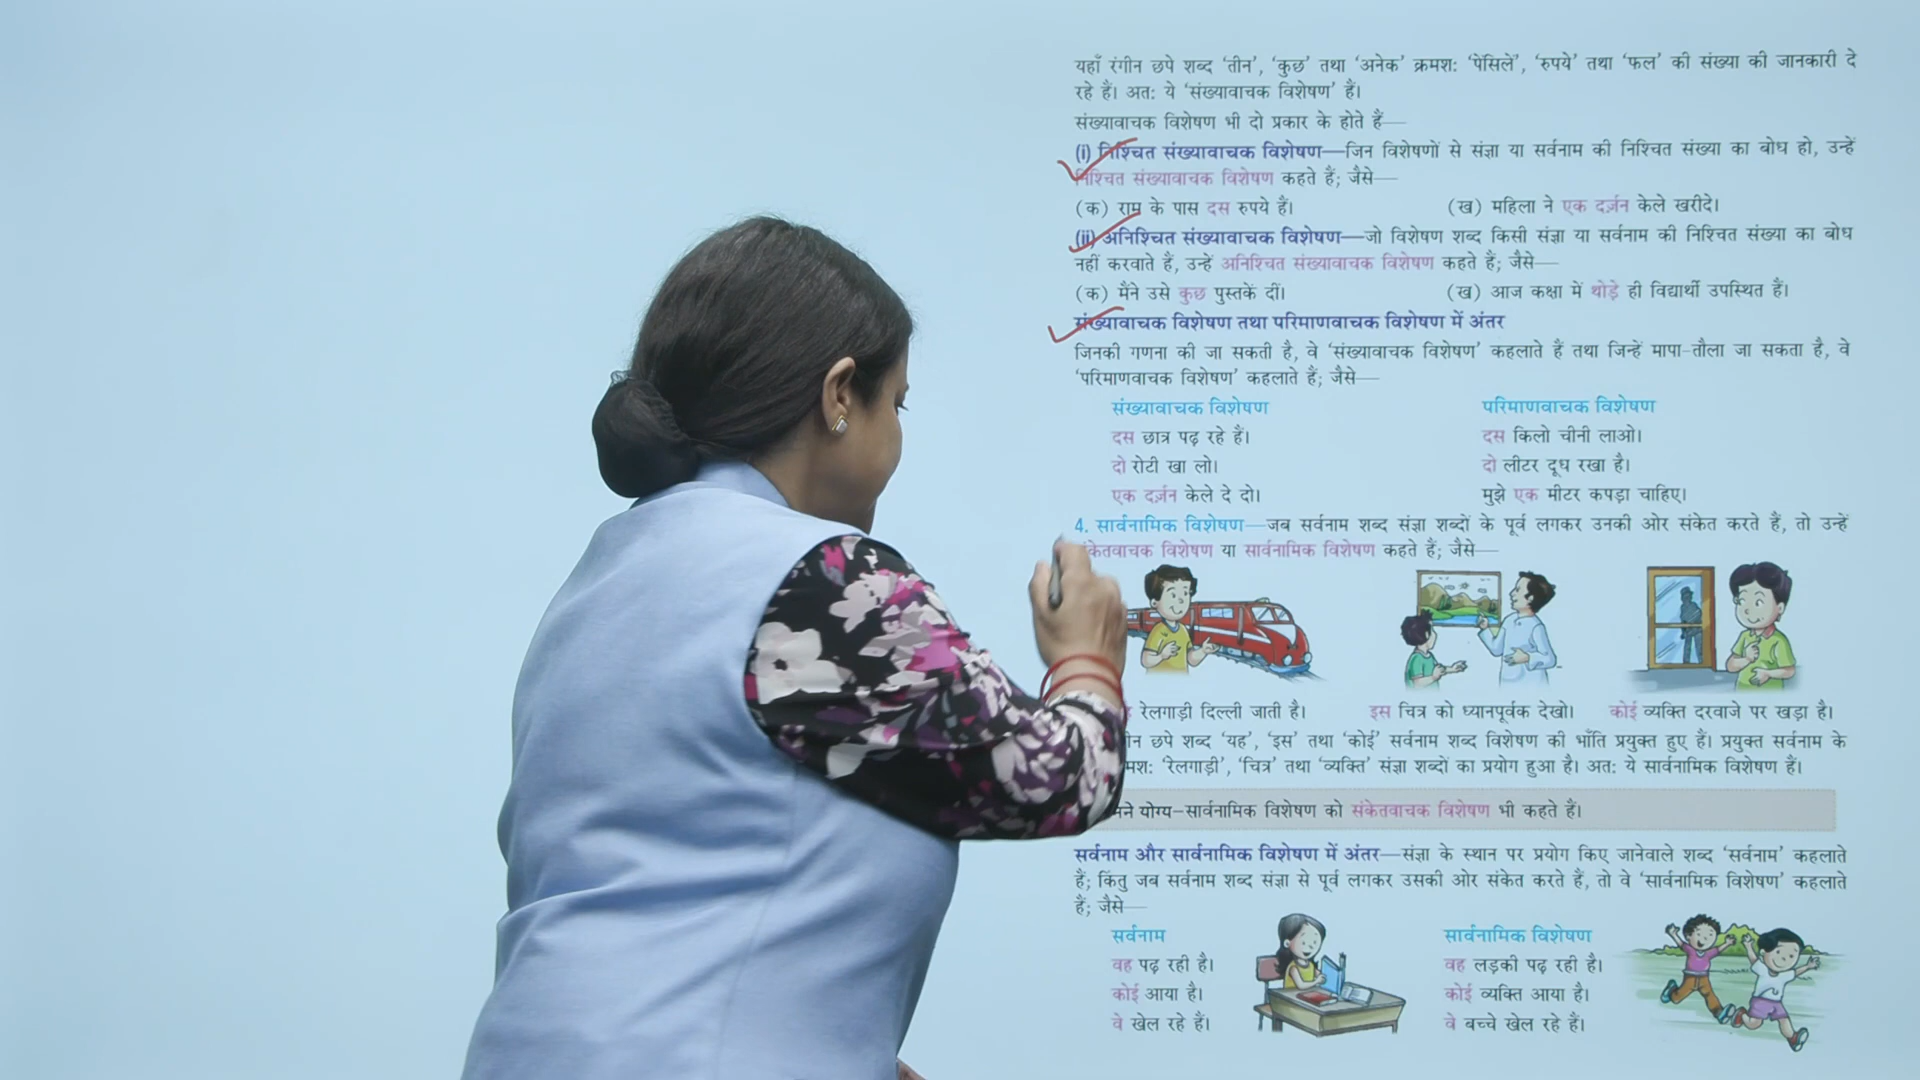 यहाँ रंगीन छपे शब्द ‘तीन’, ‘कुछ’ तथा ‘अनेक’ क्रमश: ‘पेंसिलें’, ‘रुपये’ तथा ‘फल’ की संख्या की जानकारी दे
रहे हैं। अत: ये ‘संख्यावाचक विशेषण’ हैं।
संख्यावाचक विशेषण भी दो प्रकार के होते हैं—
(i) निश्चित संख्यावाचक विशेषण—जिन विशेषणों से संज्ञा या सर्वनाम की निश्चित संख्या का बोध हो, उन्हें
निश्चित संख्यावाचक विशेषण कहते हैं; जैसे—
(क) राम के पास दस रुपये हैं। (ख) महिला ने एक दर्ज़न केले खरीदे।
(ii) अनिश्चित संख्यावाचक विशेषण—जो विशेषण शब्द किसी संज्ञा या सर्वनाम की निश्चित संख्या का बोध
नहीं करवाते हैं, उन्हें अनिश्चित संख्यावाचक विशेषण कहते हैं; जैसे—
(क) मैंने उसे कुछ पुस्तकें दीं। (ख) आज कक्षा में थोड़े ही विद्यार्थी उपस्थित हैं।
संख्यावाचक विशेषण तथा परिमाणवाचक विशेषण में अंतर
जिनकी गणना की जा सकती है, वे ‘संख्यावाचक विशेषण’ कहलाते हैं तथा जिन्हें मापा-तौला जा सकता है, वे
‘परिमाणवाचक विशेषण’ कहलाते हैं; जैसे—
संख्यावाचक विशेषण परिमाणवाचक विशेषण
दस छात्र पढ़ रहे हैं। दस किलो चीनी लाओ।
दो रोटी खा लो। दो लीटर दूध रखा है।
एक दर्ज़न केले दे दो। मुझे एक मीटर कपड़ा चाहिए।
4. सार्वनामिक विशेषण—जब सर्वनाम शब्द संज्ञा शब्दों के पूर्व लगकर उनकी ओर संकेत करते हैं, तो उन्हें
विशेषण या सार्वनामिक विशेषण कहते हैं; जैसे—
रेलगाड़ी दिल्ली जाती है। इस चित्र को ध्यानपूर्वक देखो। कोई व्यक्ति दरवाजे पर खड़ा है।
छपे शब्द ‘यह’, ‘इस’ तथा ‘कोई’ सर्वनाम शब्द विशेषण की भाँति प्रयुक्त हुए हैं। प्रयुक्त सर्वनाम के
‘रेलगाड़ी’, ‘चित्र’ तथा ‘व्यक्ति’ संज्ञा शब्दों का प्रयोग हुआ है। अत: ये सार्वनामिक विशेषण हैं।
योग्य—सार्वनामिक विशेषण को संकेतवाचक विशेषण भी कहते हैं।
सर्वनाम और सार्वनामिक विशेषण में अंतर—संज्ञा के स्थान पर प्रयोग किए जानेवाले शब्द ‘सर्वनाम’ कहलाते
हैं; किंतु जब सर्वनाम शब्द संज्ञा से पूर्व लगकर उसकी ओर संकेत करते हैं, तो वे ‘सार्वनामिक विशेषण’ कहलाते
हैं; जैसे—
सर्वनाम सार्वनामिक विशेषण
वह पढ़ रही है। वह लड़की पढ़ रही है।
कोई आया है। कोई व्यक्ति आया है।
वे खेल रहे हैं। वे बच्चे खेल रहे हैं।